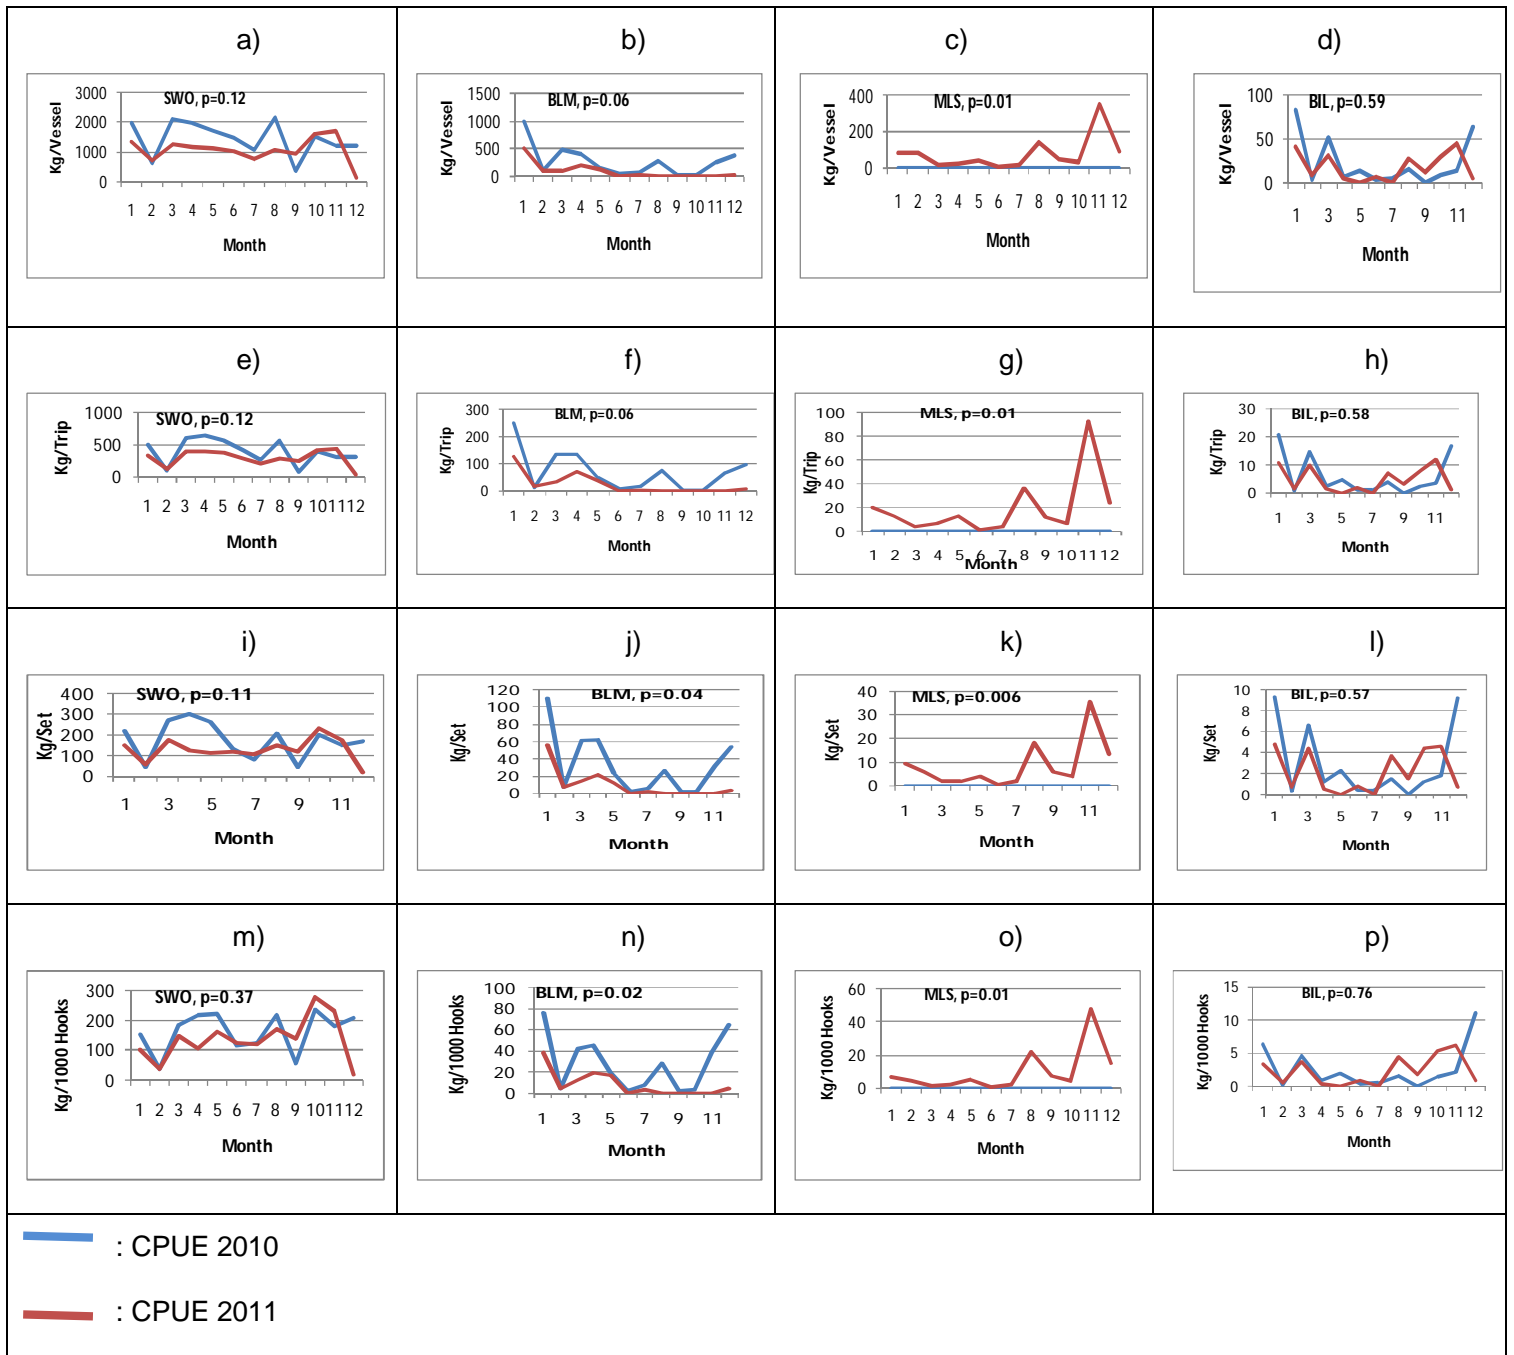 a)
SWO, p=0.12
Kg/Vessel
3000
2000
1000
0
1 2 3 4 5 6 7 8 9 10 11 12
Month
b)
BLM, p=0.06
Kg/Vessel
1500
1000
500
0
1 2 3 4 5 6 7 8 9 10 11 12
Month
c)
MLS, p=0.01
Kg/Vessel
400
200
0
1 2 3 4 5 6 7 8 9 10 11 12
Month
d)
BIL, p=0.59
Kg/Vessel
100
50
0
1 3 5 7 9 11
Month
e)
SWO, p=0.12
Kg/Trip
1000
500
0
1 2 3 4 5 6 7 8 9 10 11 12
Month
f)
BLM, p=0.06
Kg/Trip
300
200
100
0
1 2 3 4 5 6 7 8 9 10 11 12
Month
g)
MLS, p=0.01
Kg/Trip
100
80
60
40
20
0
1 2 3 4 5 6 7 8 9 10 11 12
Month
h)
BIL, p=0.58
Kg/Trip
30
20
10
0
1 3 5 7 9 11
Month
i)
SWO, p=0.11
Kg/Set
400
300
200
100
0
1 3 5 7 9 11
Month
j)
BLM, p=0.04
Kg/Set
120
100
80
60
40
20
0
1 3 5 7 9 11
Month
k)
MLS, p=0.006
Kg/Set
40
30
20
10
0
1 3 5 7 9 11
Month
l)
BIL, p=0.57
Kg/Set
10
8
6
4
2
0
1 3 5 7 9 11
Month
m)
SWO, p=0.37
Kg/1000 Hooks
300
200
100
0
1 2 3 4 5 6 7 8 9 10 11 12
Month
n)
BLM, p=0.02
Kg/1000 Hooks
100
80
60
40
20
0
1 3 5 7 9 11
Month
o)
MLS, p=0.01
Kg/1000 Hooks
60
40
20
0
1 2 3 4 5 6 7 8 9 10 11 12
Month
p)
BIL, p=0.76
Kg/1000 Hooks
15
10
5
0
1 2 3 4 5 6 7 8 9 10 11 12
Month
: CPUE 2010
: CPUE 2011